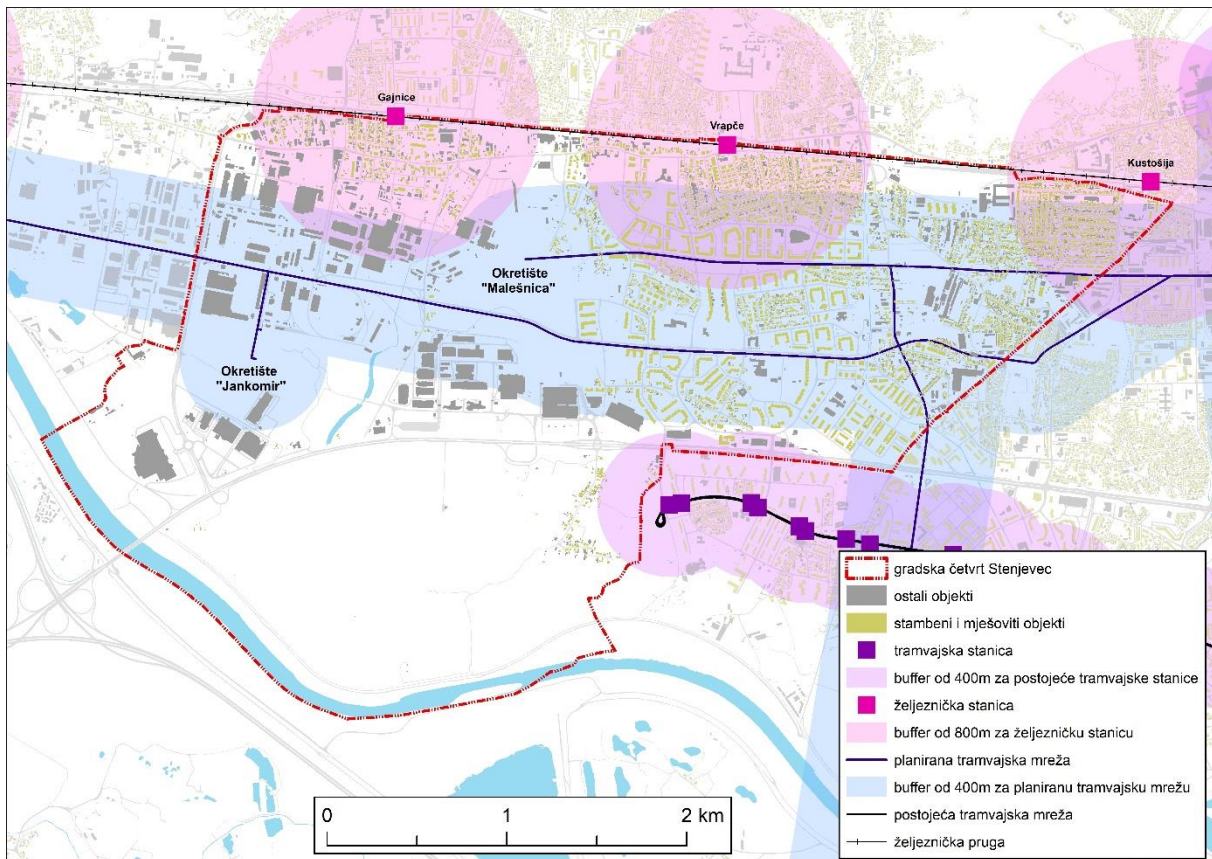 Gajnice
Vrapče
Kustošija
Okretište
"Malešnica"
Okretište
"Jankomir"
gradska četvrt Stenjevec
ostali objekti
stambeni i mješoviti objekti
tramvajska stanica
buffer od 400m za postojeće tramvajske stanice
željeznička stanica
buffer od 800m za željezničku stanicu
planirana tramvajska mreža
buffer od 400m za planiranu tramvajsku mrežu
postojeća tramvajska mreža
željeznička pruga
0 1 2 km